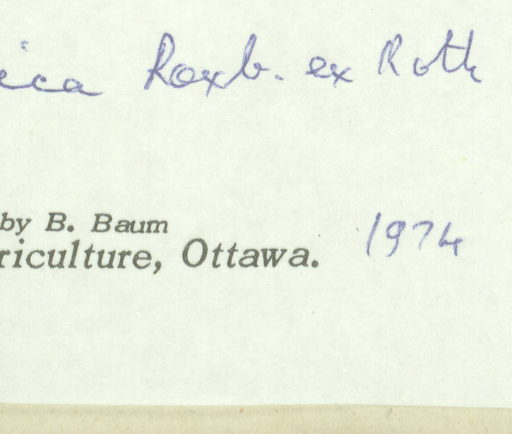 ica Roxb. ex Roth
by B. Baum
riculture, Ottawa. 1974